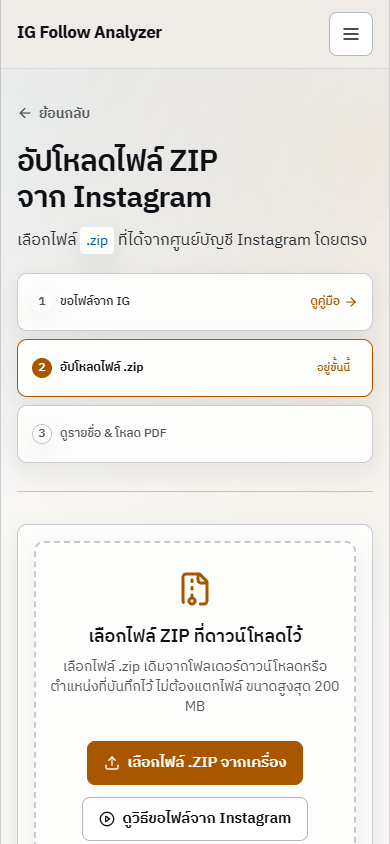 IG Follow Analyzer
ย้อนกลับ
อัปโหลดไฟล์ ZIP
จาก Instagram
เลือกไฟล์ .zip ที่ได้จากศูนย์บัญชี Instagram โดยตรง
1 ขอไฟล์จาก IG ดูคู่มือ →
2 อัปโหลดไฟล์ .zip อยู่ขั้นนี้
3 ดูรายชื่อ & โหลด PDF
เลือกไฟล์ ZIP ที่ดาวน์โหลดไว้
เลือกไฟล์ .zip เดิมจากโฟลเดอร์ดาวน์โหลดหรือ
ตำแหน่งที่บันทึกไว้ ไม่ต้องแตกไฟล์ ขนาดสูงสุด 200
MB
เลือกไฟล์ .ZIP จากเครื่อง
ดูวิธีขอไฟล์จาก Instagram